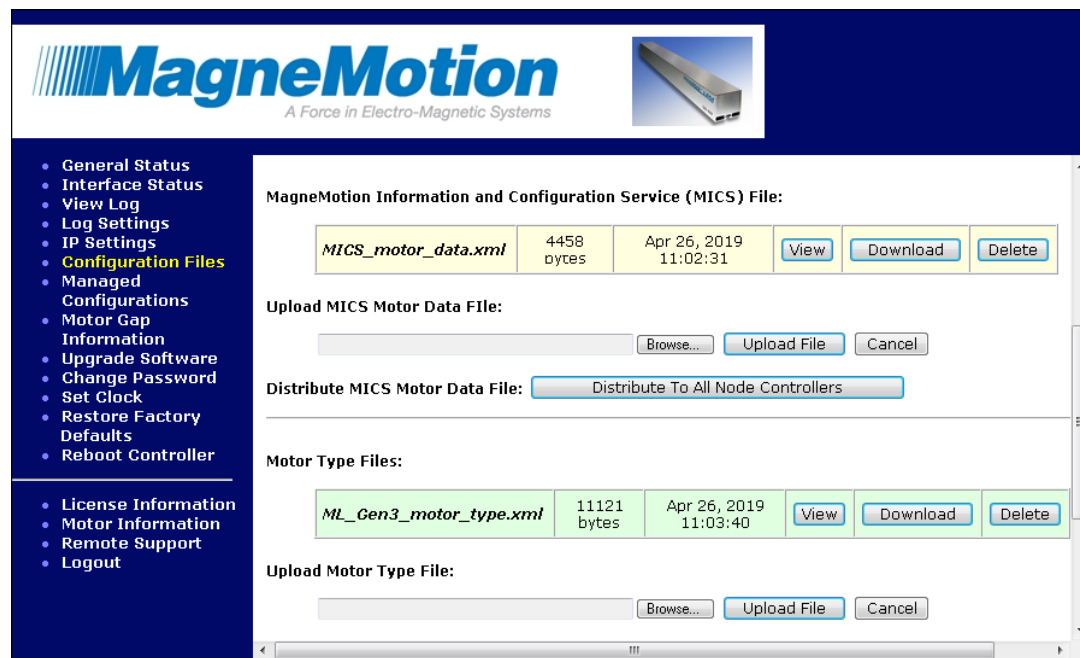 MagneMotion
A Force in Electro-Magnetic Systems
General Status
Interface Status
View Log
Log Settings
IP Settings
Configuration Files
Managed
Configurations
Motor Gap
Information
Upgrade Software
Change Password
Set Clock
Restore Factory
Defaults
Reboot Controller
License Information
Motor Information
Remote Support
Logout
MagneMotion Information and Configuration Service (MICS) File:
MICS_motor_data.xml 4458 bytes Apr 26, 2019 11:02:31 View Download Delete
Upload MICS Motor Data FIle:
Browse... Upload File Cancel
Distribute MICS Motor Data File: Distribute To All Node Controllers
Motor Type Files:
ML_Gen3_motor_type.xml 11121 bytes Apr 26, 2019 11:03:40 View Download Delete
Upload Motor Type File:
Browse... Upload File Cancel